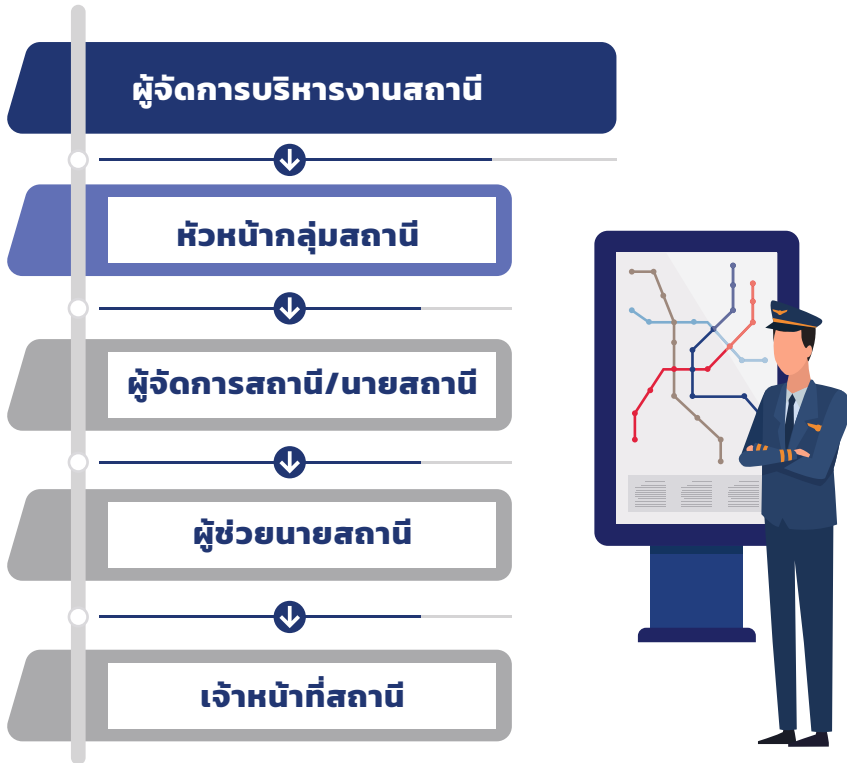 ผู้จัดการบริหารงานสถานี
หัวหน้ากลุ่มสถานี
ผู้จัดการสถานี/นายสถานี
ผู้ช่วยนายสถานี
เจ้าหน้าที่สถานี